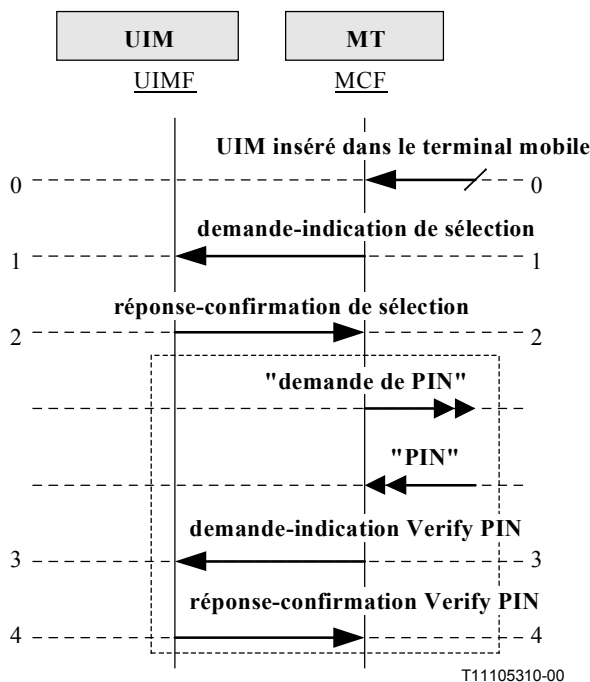 UIM MT
UIMF MCF
UIM inséré dans le terminal mobile
0 0
demande-indication de sélection
1 1
réponse-confirmation de sélection
2 2
"demande de PIN"
"PIN"
demande-indication Verify PIN
3 3
réponse-confirmation Verify PIN
4 4
T11105310-00